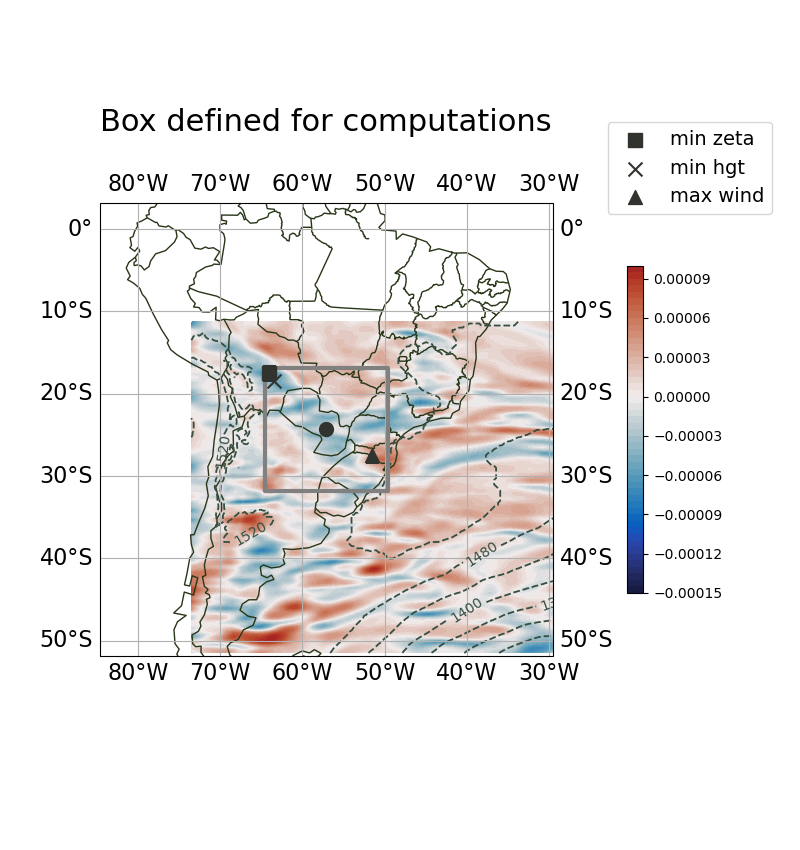 Box defined for computations
min zeta
min hgt
max wind
80°W 70°W 60°W 50°W 40°W 30°W
0° 0°
10°S 10°S
20°S 20°S
30°S 30°S
40°S 40°S
50°S 50°S
80°W 70°W 60°W 50°W 40°W 30°W
1520
1520
1480
1400
0.00009
0.00006
0.00003
0.00000
−0.00003
−0.00006
−0.00009
−0.00012
−0.00015